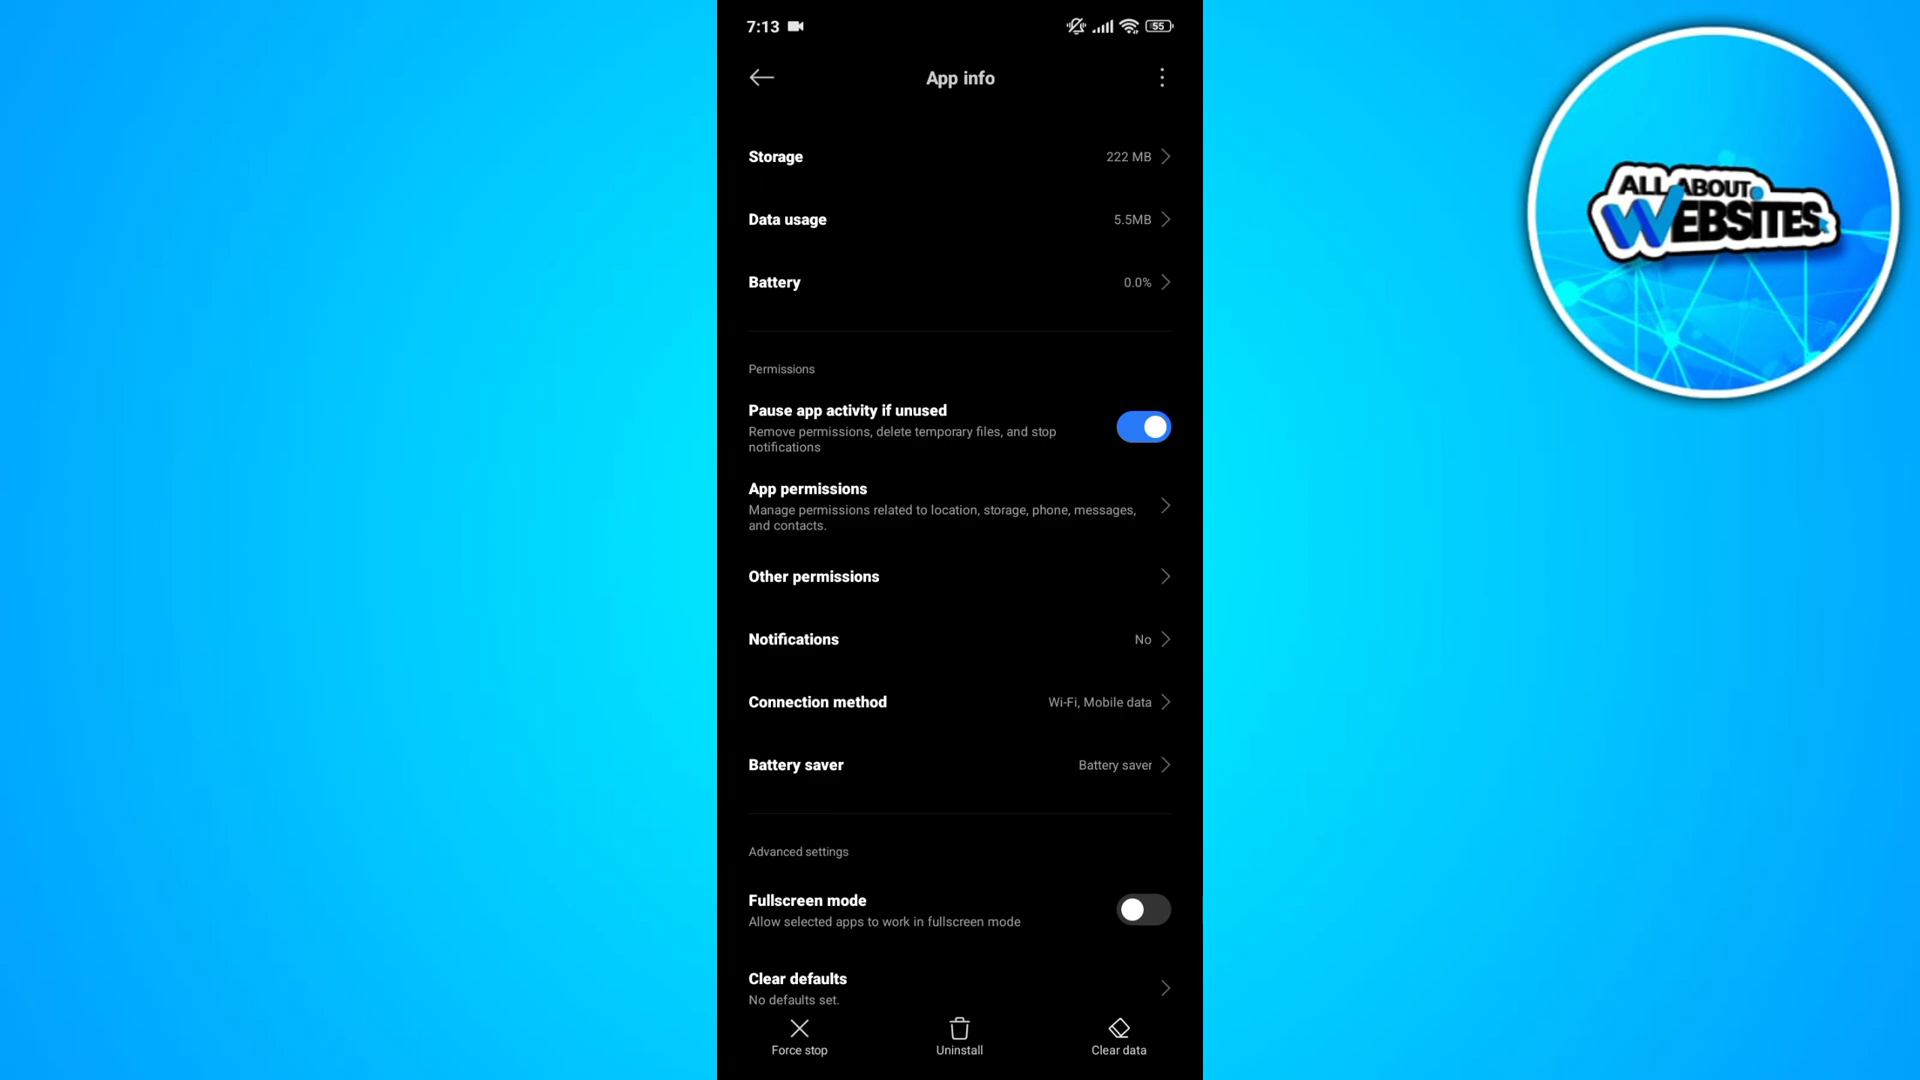 7:13
55
App info
Storage
222 MB
Data usage
5.5MB
Battery
0.0%
Permissions
Pause app activity if unused
Remove permissions, delete temporary files, and stop
notifications
App permissions
Manage permissions related to location, storage, phone, messages,
and contacts.
Other permissions
Notifications
No
Connection method
Wi-Fi, Mobile data
Battery saver
Battery saver
Advanced settings
Fullscreen mode
Allow selected apps to work in fullscreen mode
Clear defaults
No defaults set.
Force stop
Uninstall
Clear data
ALL ABOUT
WEBSITES